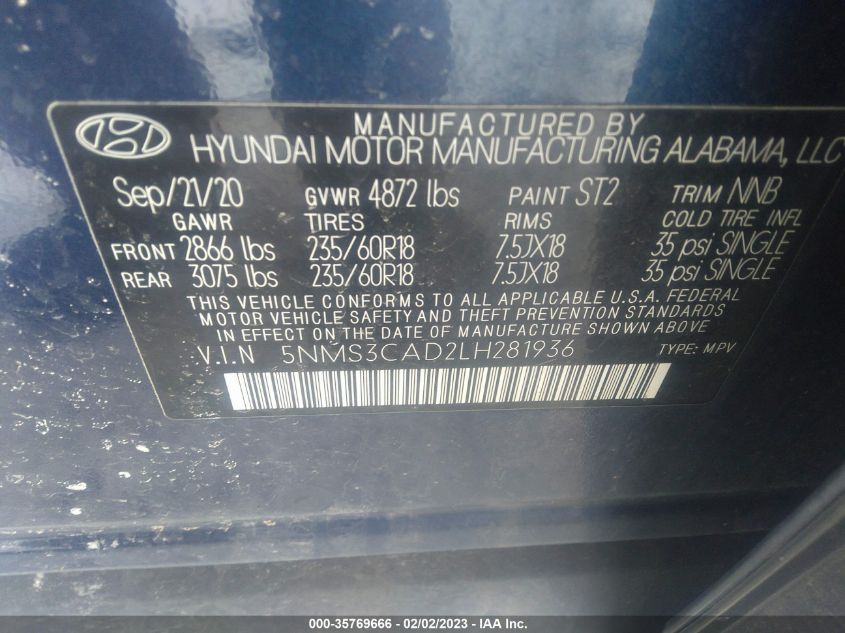 MANUFACTURED BY
HYUNDAI MOTOR MANUFACTURING ALABAMA, LLC
Sep/21/20 GVWR 4872 lbs PAINT ST2 TRIM NNB
GAWR TIRES RIMS COLD TIRE INFL
FRONT 2866 lbs 235/60R18 7.5JX18 35 psi SINGLE
REAR 3075 lbs 235/60R18 7.5JX18 35 psi SINGLE
THIS VEHICLE CONFORMS TO ALL APPLICABLE U.S.A. FEDERAL
MOTOR VEHICLE SAFETY AND THEFT PREVENTION STANDARDS
IN EFFECT ON THE DATE OF MANUFACTURE SHOWN ABOVE
V.I.N 5NMS3CAD2LH281936 TYPE: MPV
000-35769666 - 02/02/2023 - IAA Inc.